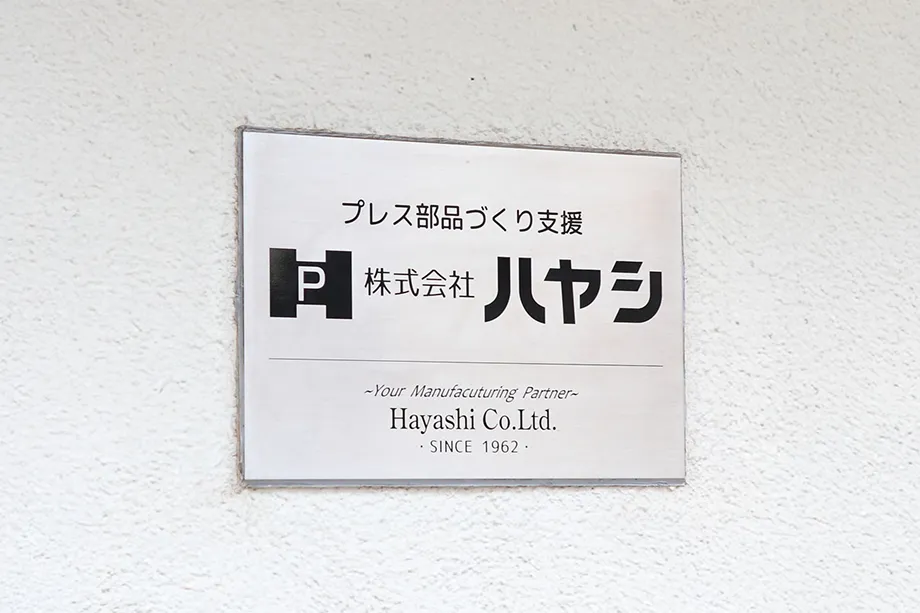 プレス部品づくり支援
P 株式会社 ハヤシ
~Your Manufacuturing Partner~
Hayashi Co.Ltd.
・SINCE 1962・